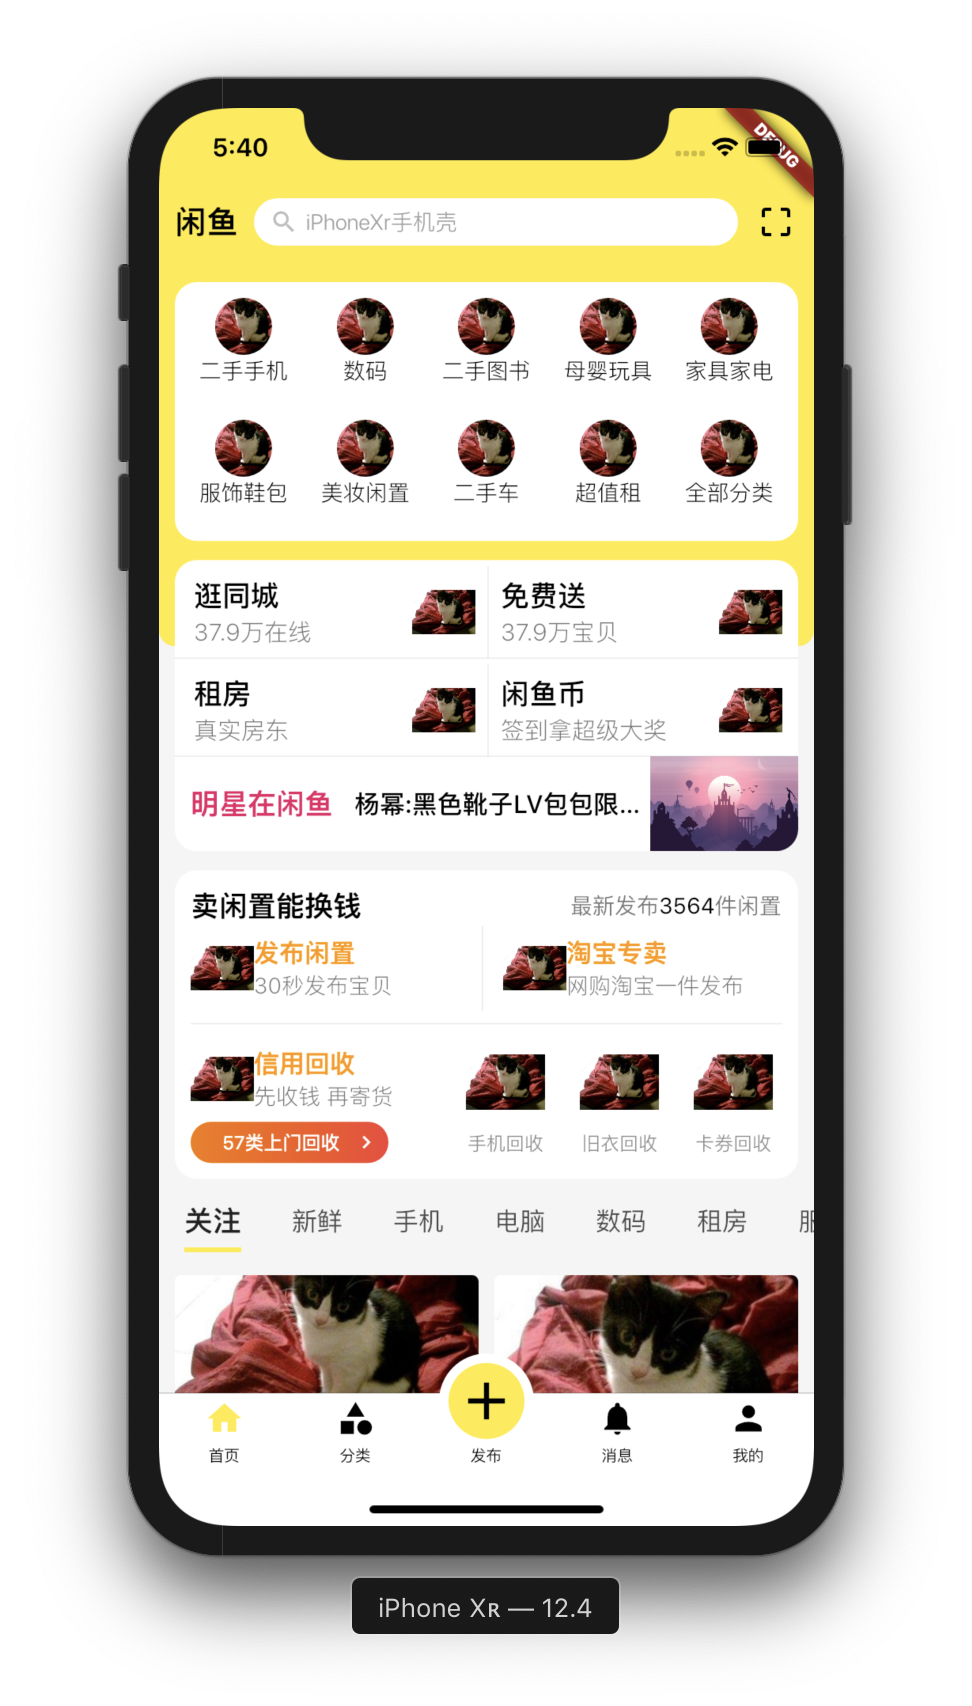 5:40
DEBUG
闲鱼
iPhoneXr手机壳
二手手机 数码 二手图书 母婴玩具 家具家电
服饰鞋包 美妆闲置 二手车 超值租 全部分类
逛同城 免费送
37.9万在线 37.9万宝贝
租房 闲鱼币
真实房东 签到拿超级大奖
明星在闲鱼 杨幂:黑色靴子LV包包限...
卖闲置能换钱 最新发布3564件闲置
发布闲置 淘宝专卖
30秒发布宝贝 网购淘宝一件发布
信用回收
先收钱 再寄货
57类上门回收 手机回收 旧衣回收 卡券回收
关注 新鲜 手机 电脑 数码 租房
首页 分类 发布 消息 我的
iPhone Xʀ — 12.4